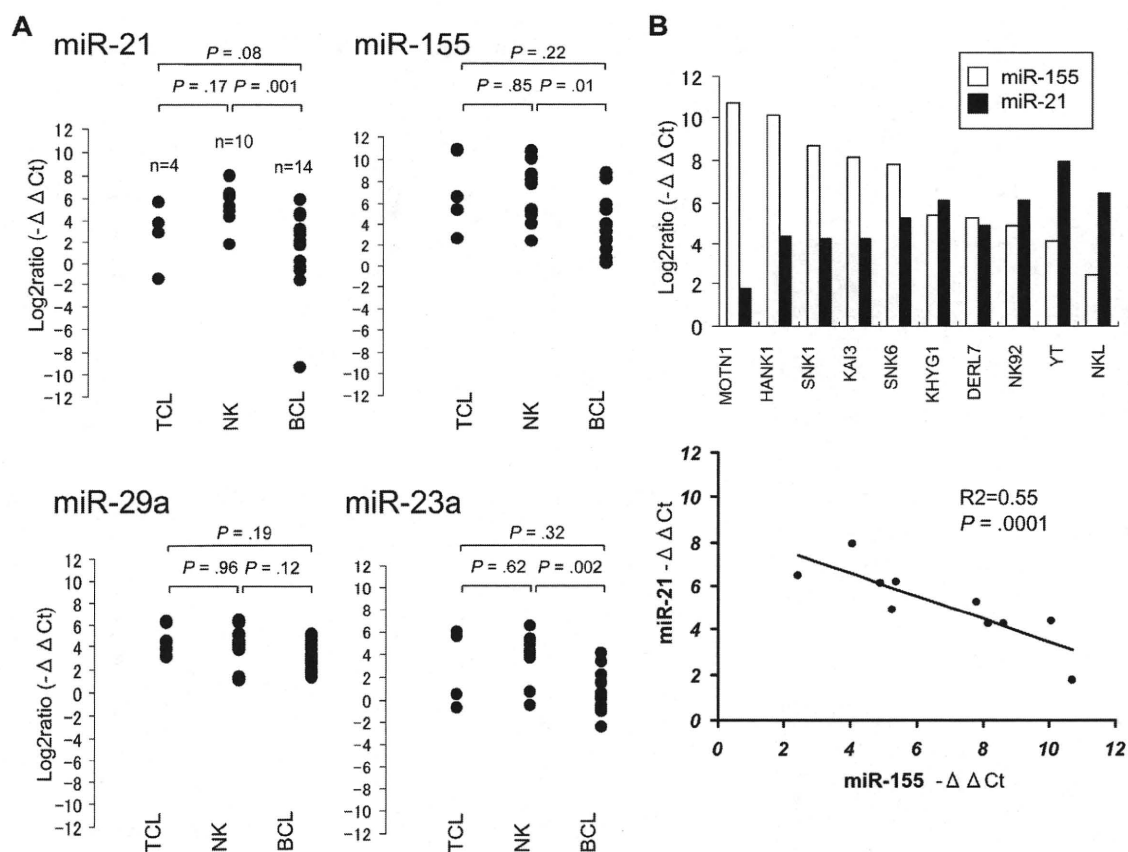 A
miR-21
P = .08
P = .17 P = .001
Log2ratio (- Δ Δ Ct)
12
10
8
6
4
2
0
−2
−4
−6
−8
−10
−12
n=4
n=10
n=14
TCL
NK
BCL
miR-155
P = .22
P = .85 P = .01
12
10
8
6
4
2
0
−2
−4
−6
−8
−10
−12
TCL
NK
BCL
miR-29a
P = .19
P = .96 P = .12
Log2ratio (- Δ Δ Ct)
12
10
8
6
4
2
0
−2
−4
−6
−8
−10
−12
TCL
NK
BCL
miR-23a
P = .32
P = .62 P = .002
12
10
8
6
4
2
0
−2
−4
−6
−8
−10
−12
TCL
NK
BCL
B
miR-155
miR-21
Log2ratio (- Δ Δ Ct)
12
10
8
6
4
2
0
MOTN1
HANK1
SNK1
KAI3
SNK6
KHYG1
DERL7
NK92
YT
NKL
R2=0.55
P = .0001
miR-21 - Δ Δ Ct
12
10
8
6
4
2
0
0 2 4 6 8 10 12
miR-155 - Δ Δ Ct